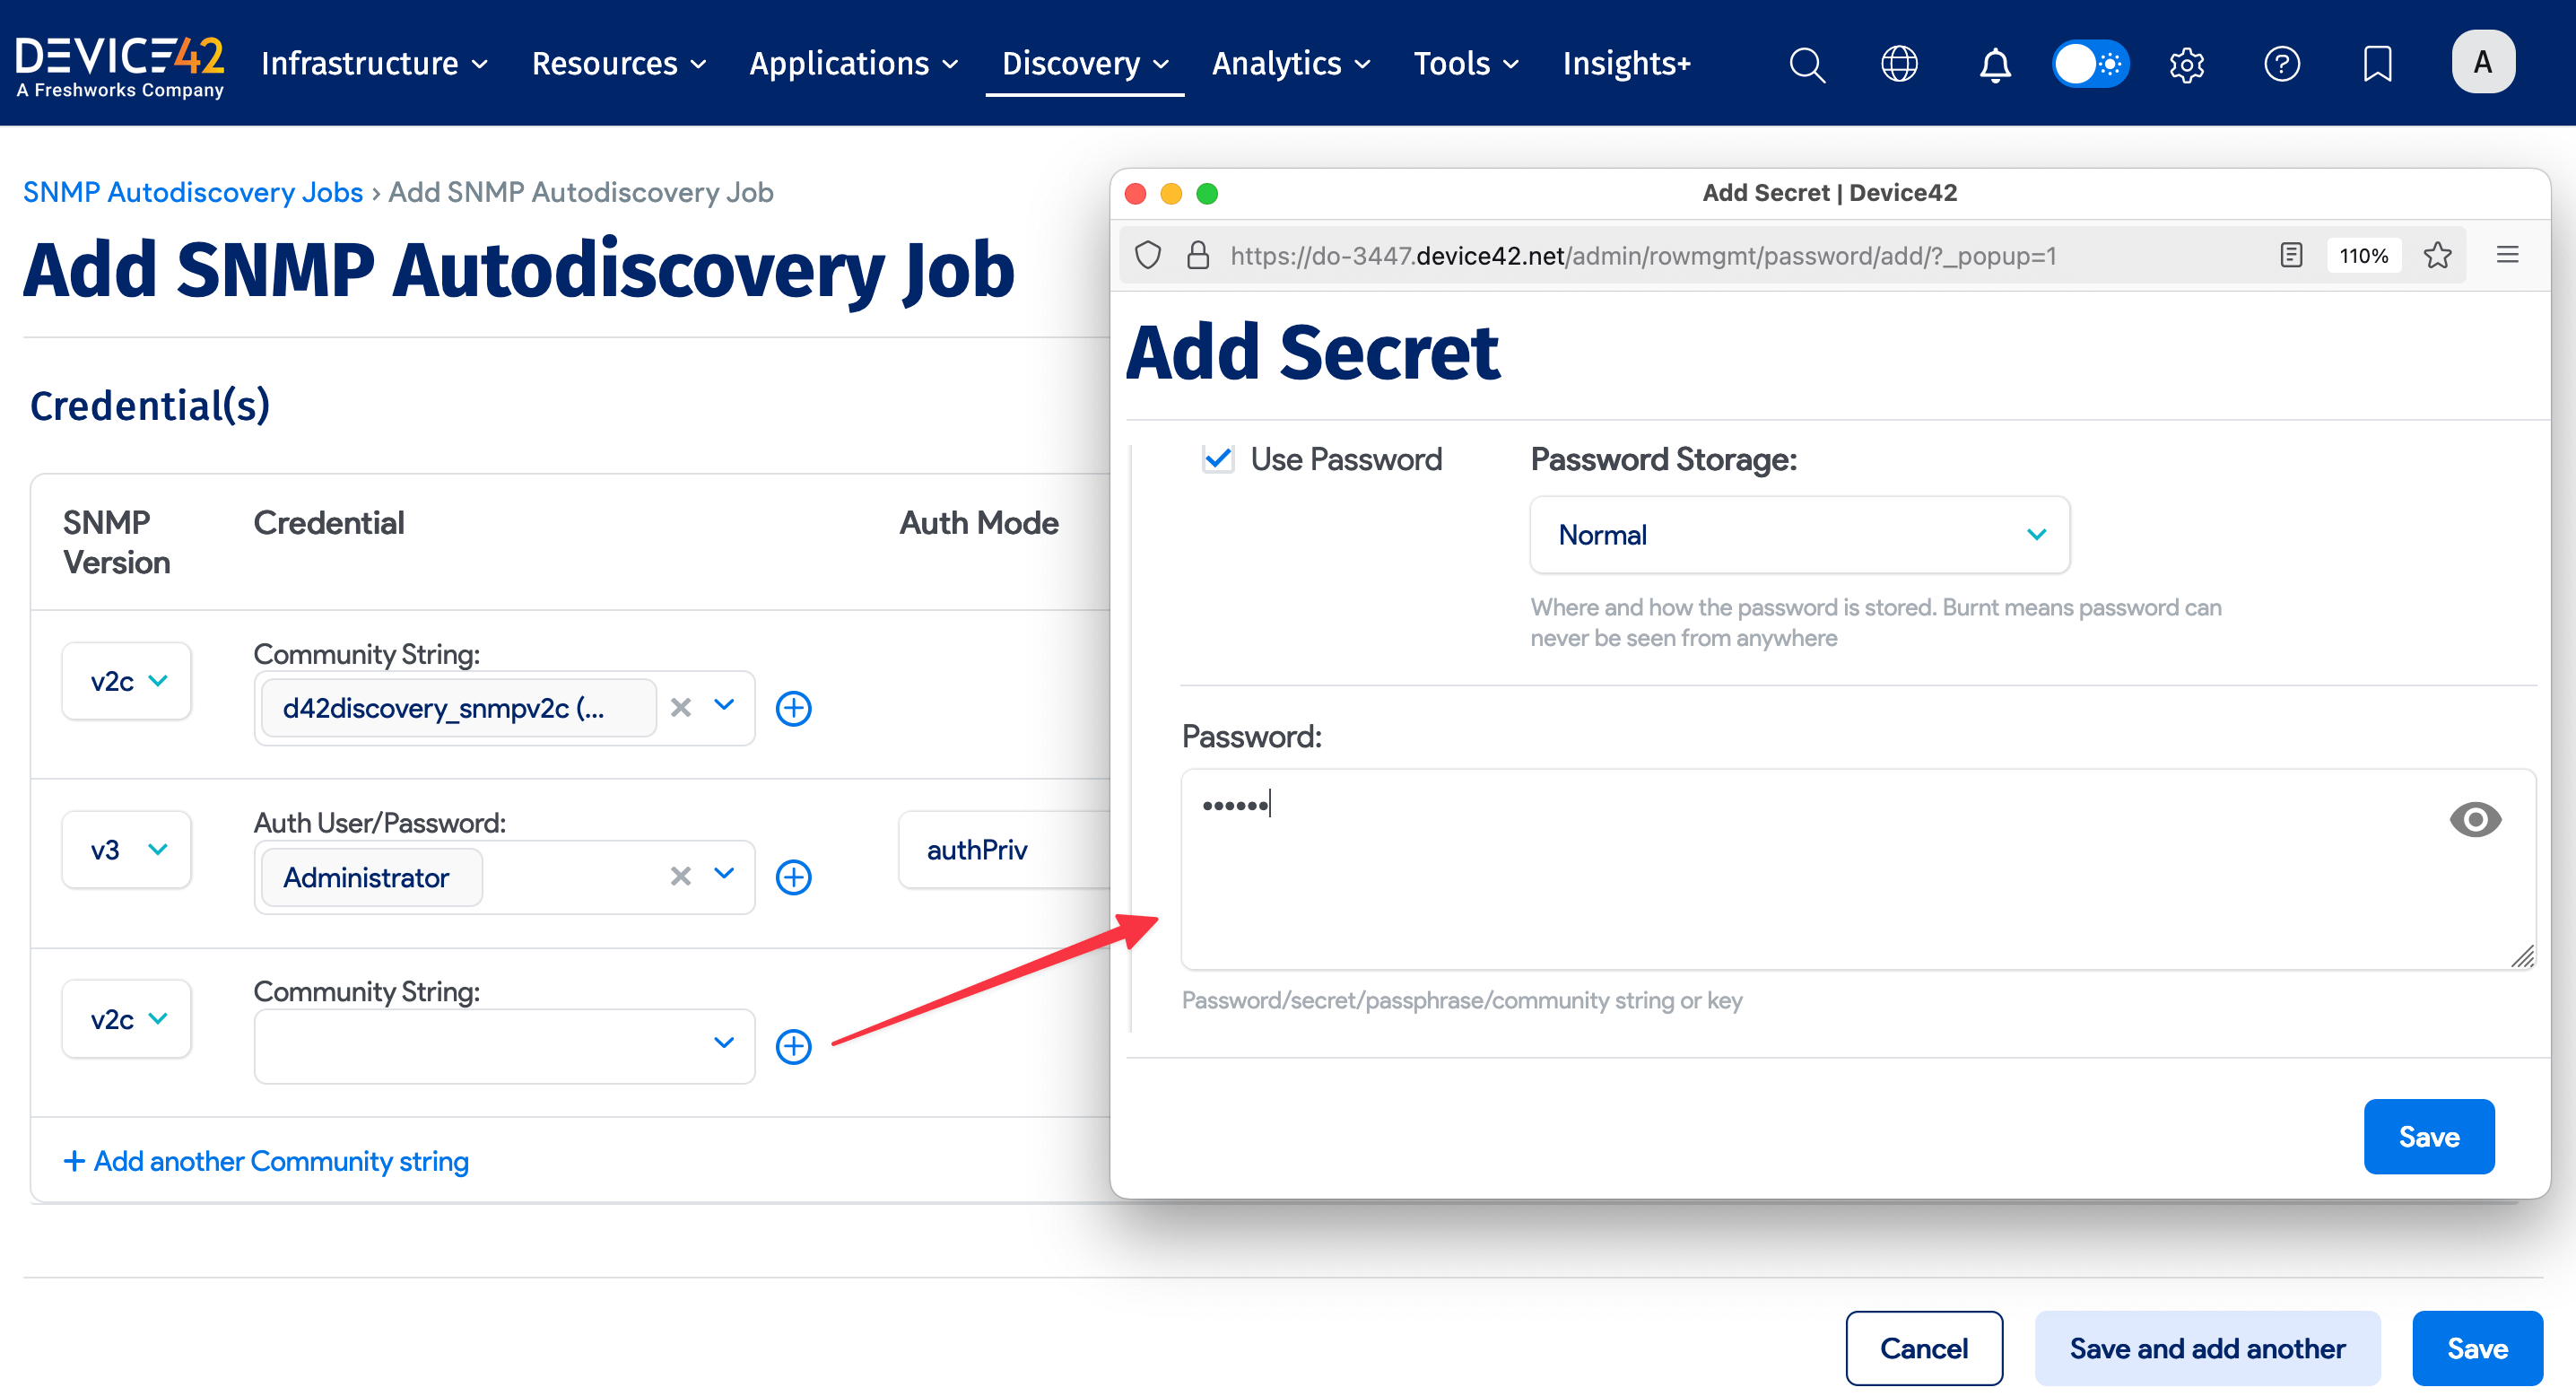 DEVICE42
A Freshworks Company
Infrastructure
Resources
Applications
Discovery
Analytics
Tools
Insights+
A
SNMP Autodiscovery Jobs › Add SNMP Autodiscovery Job
Add SNMP Autodiscovery Job
Credential(s)
SNMP Version
Credential
Auth Mode
v2c
Community String:
d42discovery_snmpv2c (...
v3
Auth User/Password:
Administrator
authPriv
v2c
Community String:
+ Add another Community string
Cancel
Save and add another
Save
Add Secret | Device42
https://do-3447.device42.net/admin/rowmgmt/password/add/?_popup=1
110%
Add Secret
Use Password
Password Storage:
Normal
Where and how the password is stored. Burnt means password can
never be seen from anywhere
Password:
••••••
Password/secret/passphrase/community string or key
Save